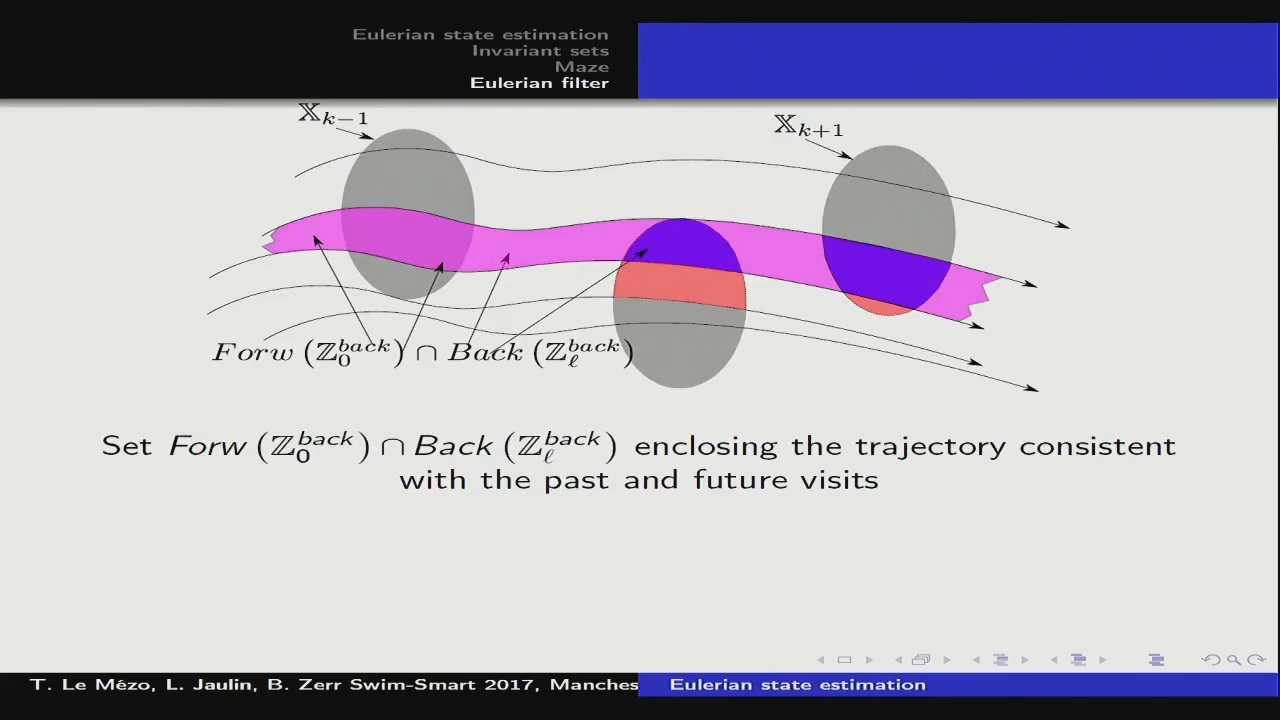 Eulerian state estimation
Invariant sets
Maze
Eulerian filter
𝕏_{k−1}
𝕏_{k+1}
Forw (ℤ_0^{back}) ∩ Back (ℤ_ℓ^{back})
Set Forw (ℤ_0^{back}) ∩ Back (ℤ_ℓ^{back}) enclosing the trajectory consistent
with the past and future visits
T. Le Mézo, L. Jaulin, B. Zerr Swim-Smart 2017, Manches
Eulerian state estimation